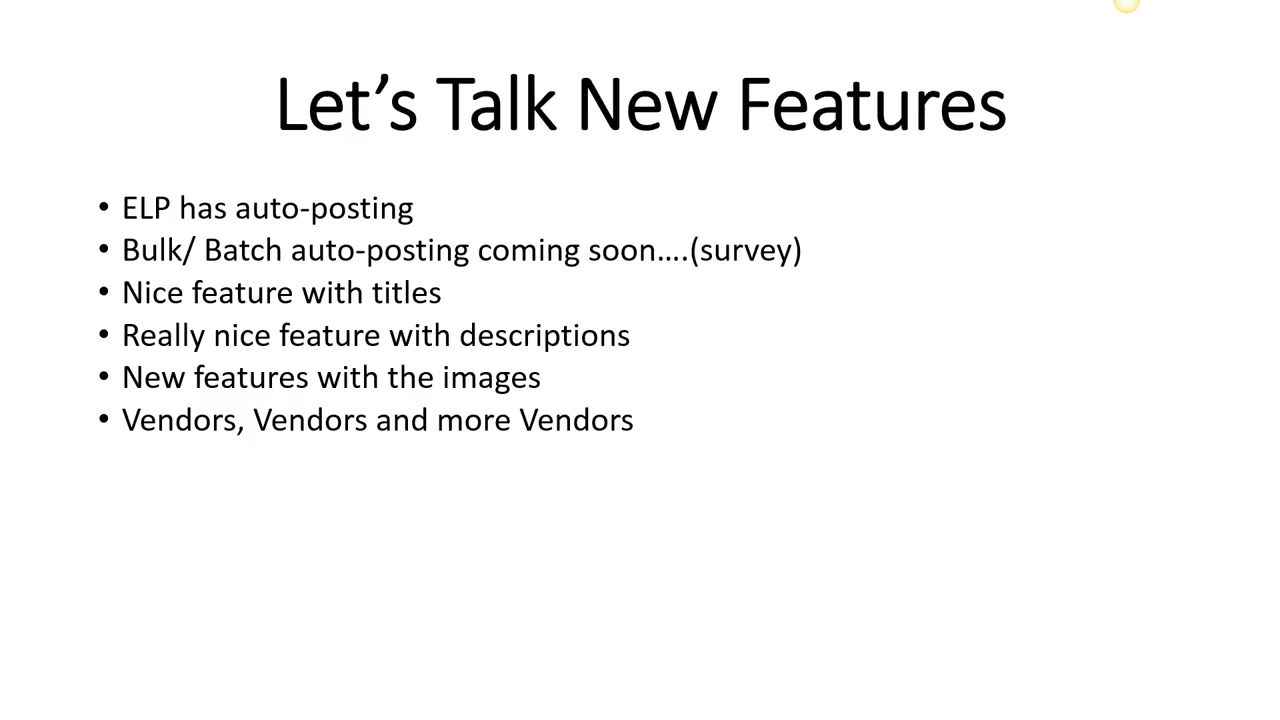 Let’s Talk New Features
• ELP has auto-posting
• Bulk/ Batch auto-posting coming soon….(survey)
• Nice feature with titles
• Really nice feature with descriptions
• New features with the images
• Vendors, Vendors and more Vendors